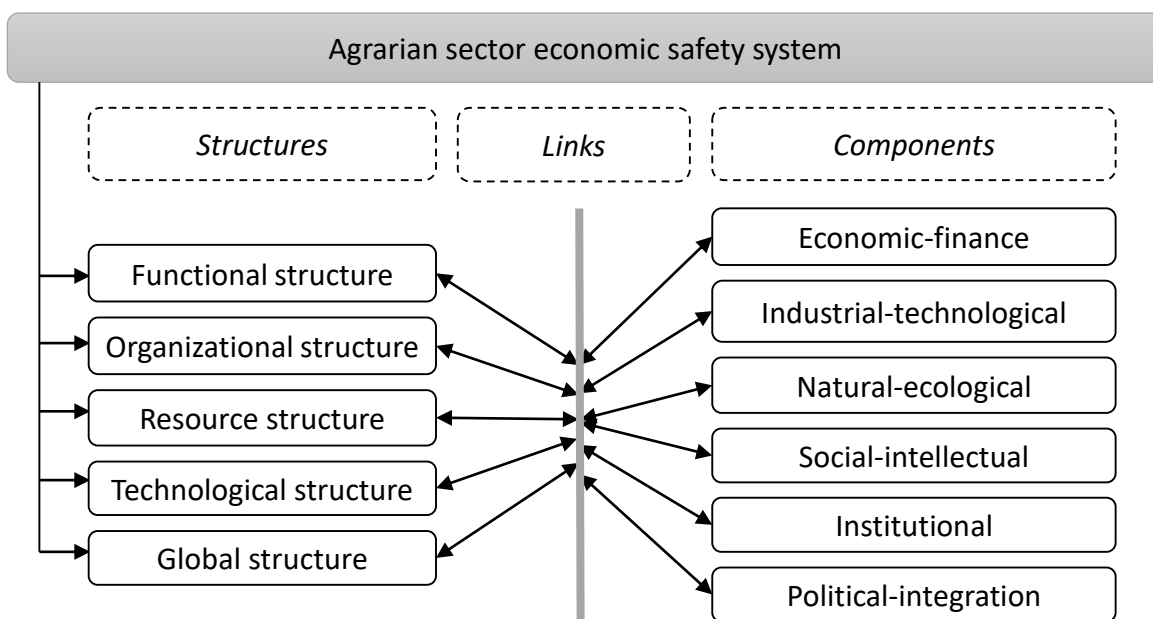 Agrarian sector economic safety system
Structures
Links
Components
Functional structure
Organizational structure
Resource structure
Technological structure
Global structure
Economic-finance
Industrial-technological
Natural-ecological
Social-intellectual
Institutional
Political-integration